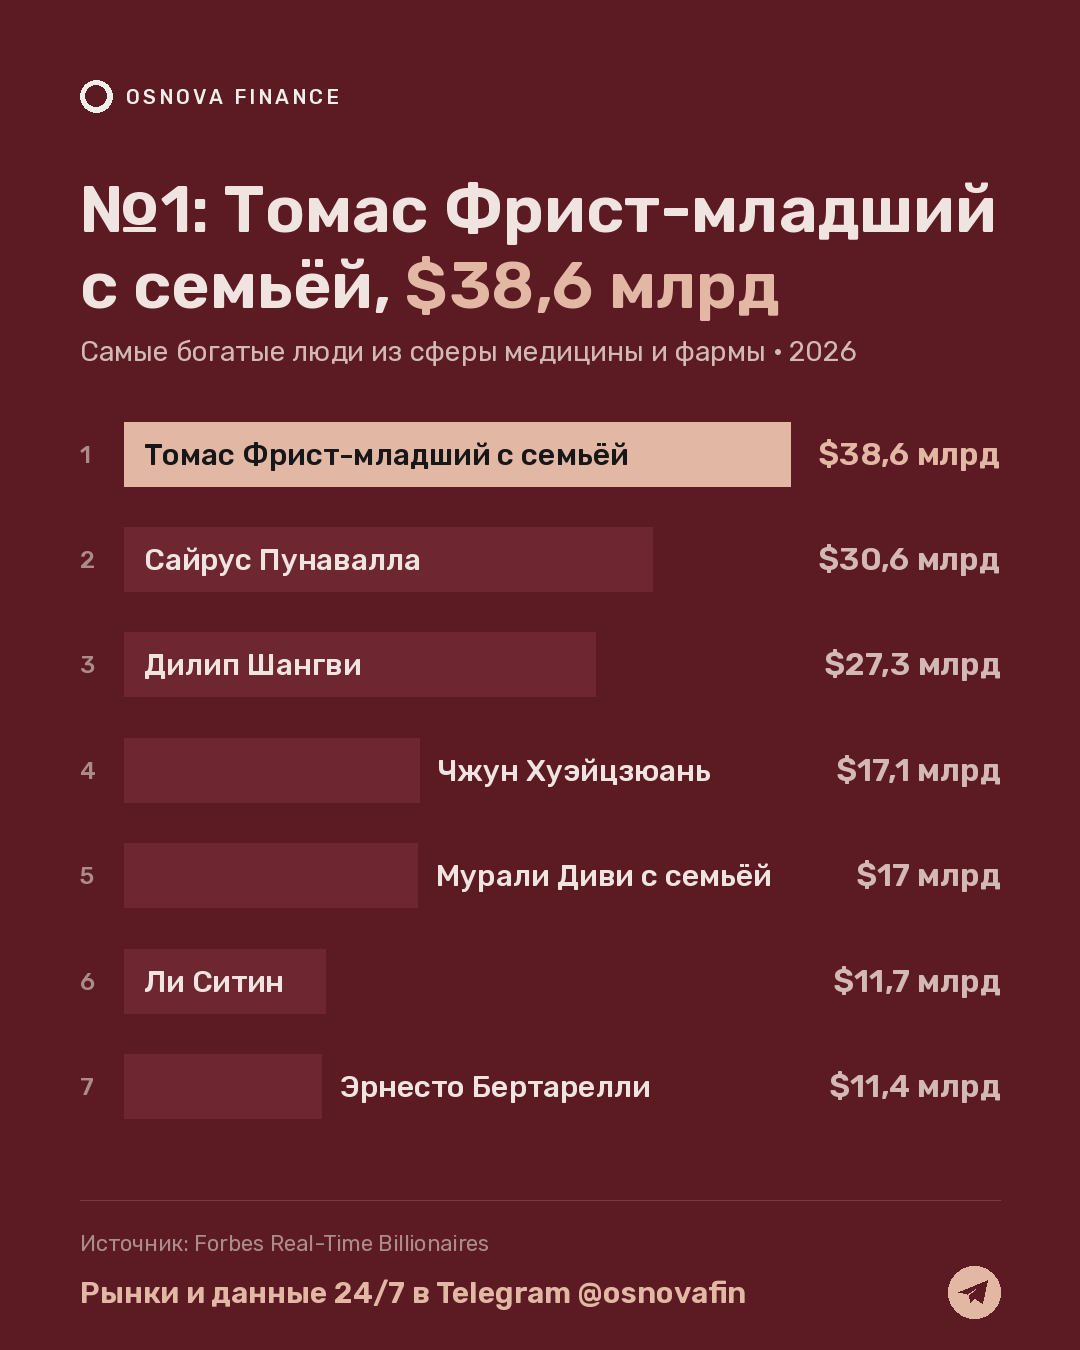 OSNOVA FINANCE
№1: Томас Фрист-младший
с семьёй, $38,6 млрд
Самые богатые люди из сферы медицины и фармы • 2026
1 Томас Фрист-младший с семьёй $38,6 млрд
2 Сайрус Пунавалла $30,6 млрд
3 Дилип Шангви $27,3 млрд
4 Чжун Хуэйцзюань $17,1 млрд
5 Мурали Диви с семьёй $17 млрд
6 Ли Ситин $11,7 млрд
7 Эрнесто Бертарелли $11,4 млрд
Источник: Forbes Real-Time Billionaires
Рынки и данные 24/7 в Telegram @osnovafin